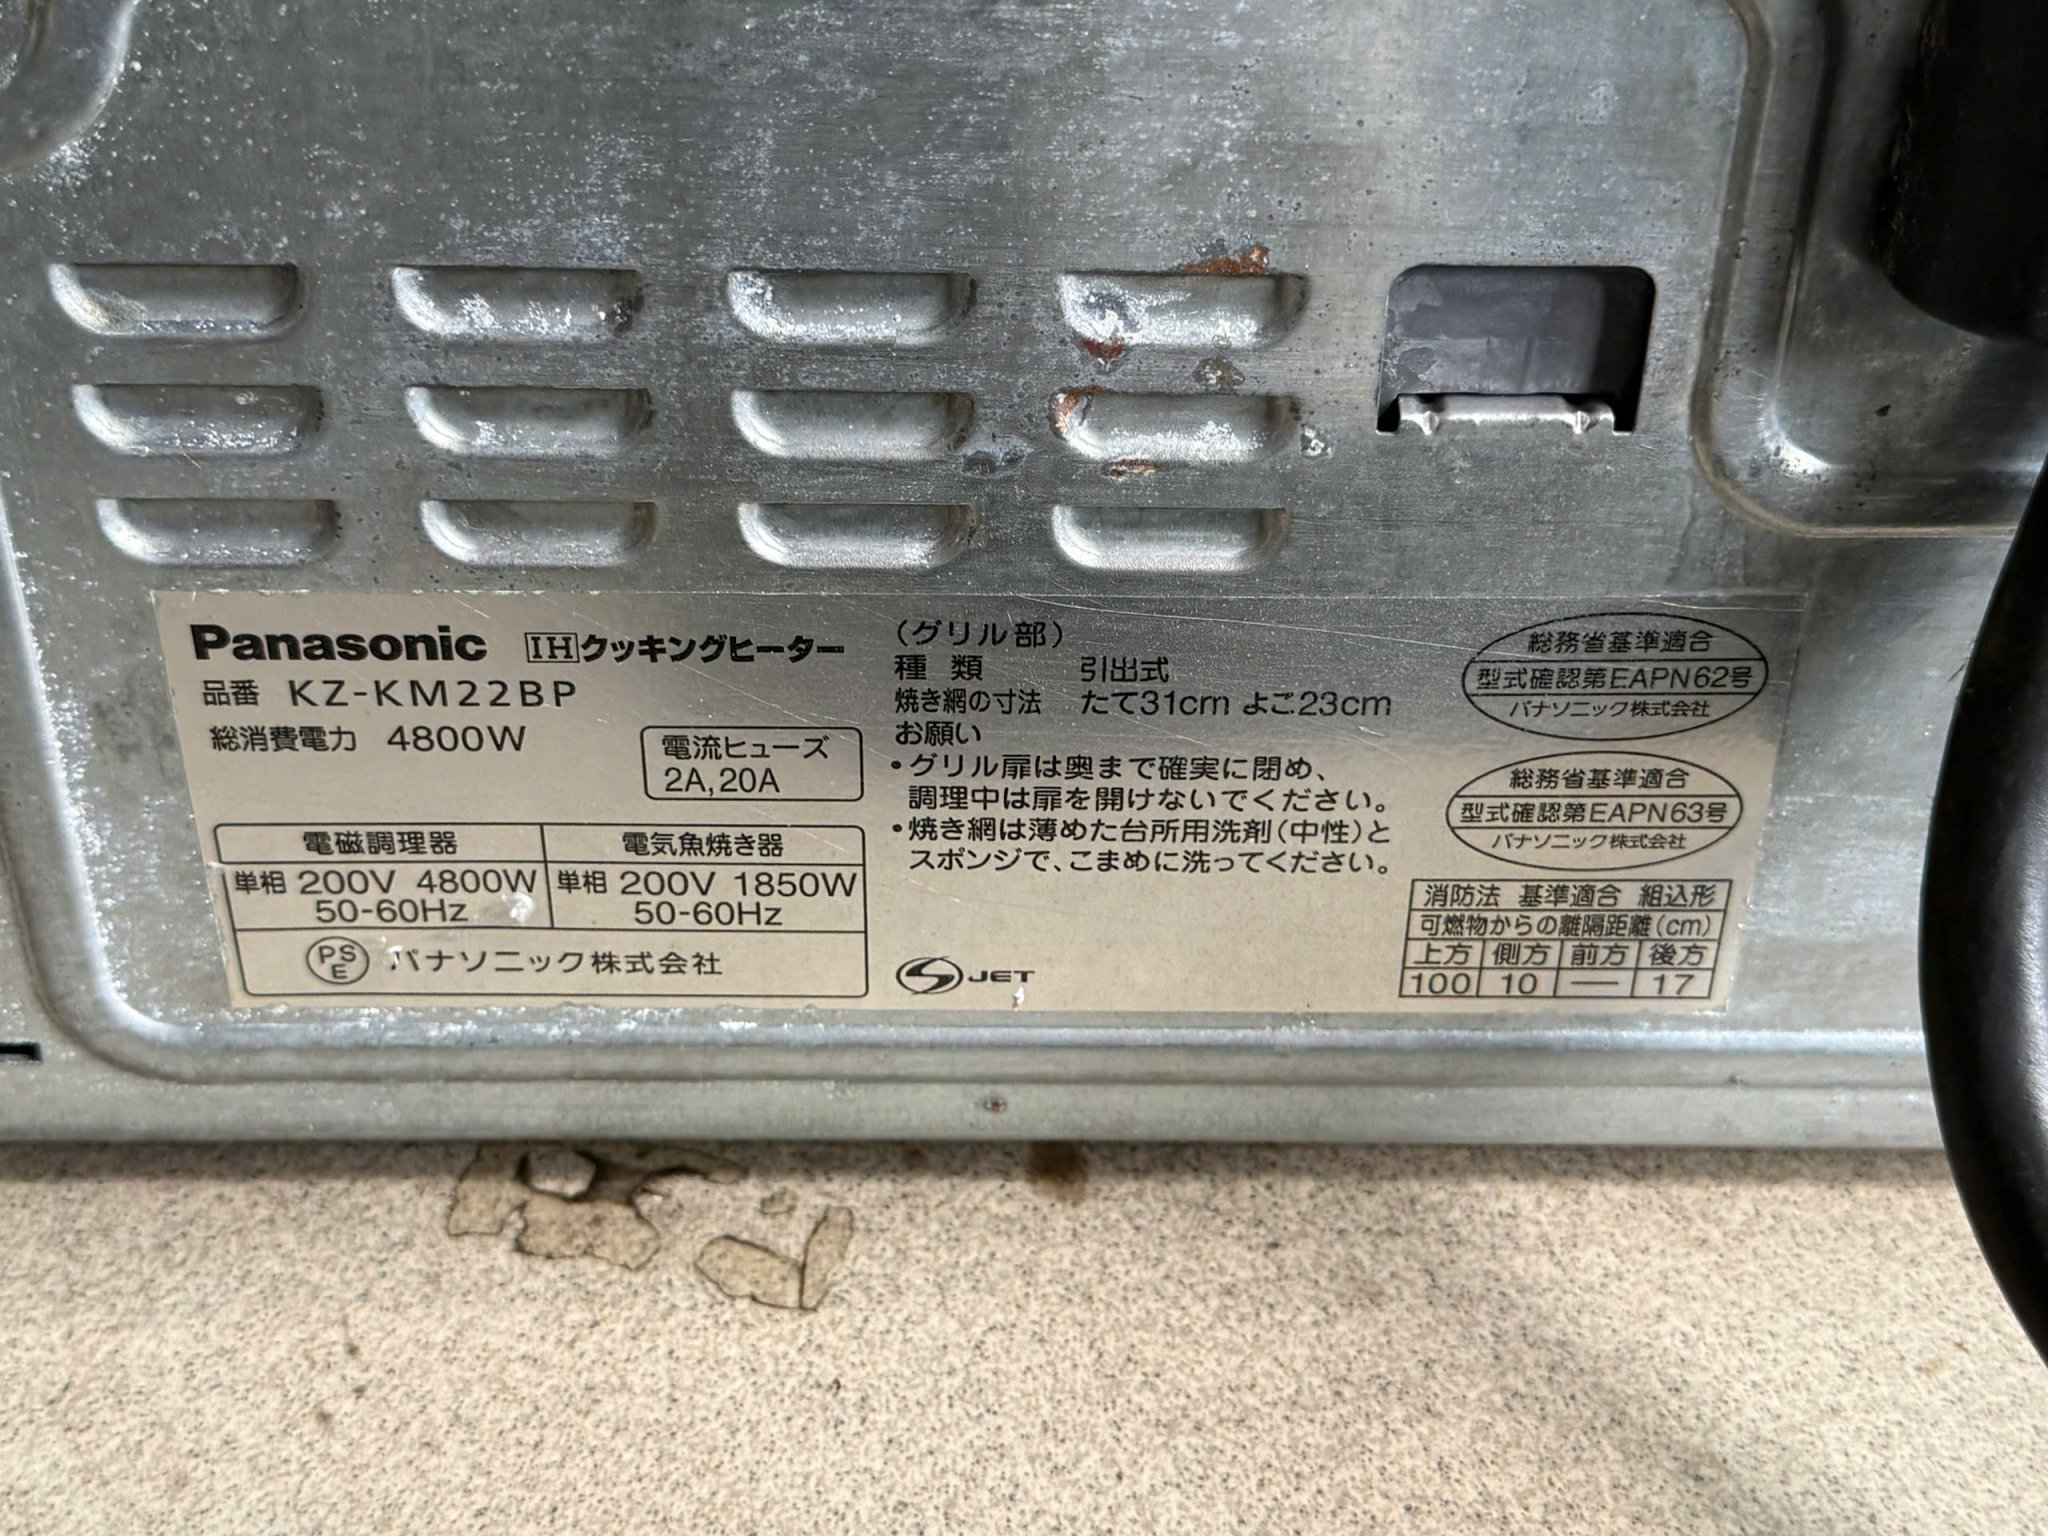 Panasonic IHクッキングヒーター
品番 KZ-KM22BP
総消費電力 4800W
電流ヒューズ
2A,20A
電磁調理器 電気魚焼き器
単相 200V 4800W 単相 200V 1850W
50-60Hz 50-60Hz
PSE パナソニック株式会社
(グリル部)
種類 引出式
焼き網の寸法 たて31cm よこ23cm
お願い
・グリル扉は奥まで確実に閉め、
調理中は扉を開けないでください。
・焼き網は薄めた台所用洗剤(中性)と
スポンジで、こまめに洗ってください。
S JET
総務省基準適合
型式確認第EAPN62号
パナソニック株式会社
総務省基準適合
型式確認第EAPN63号
パナソニック株式会社
消防法 基準適合 組込形
可燃物からの離隔距離(cm)
上方 側方 前方 後方
100 10 — 17